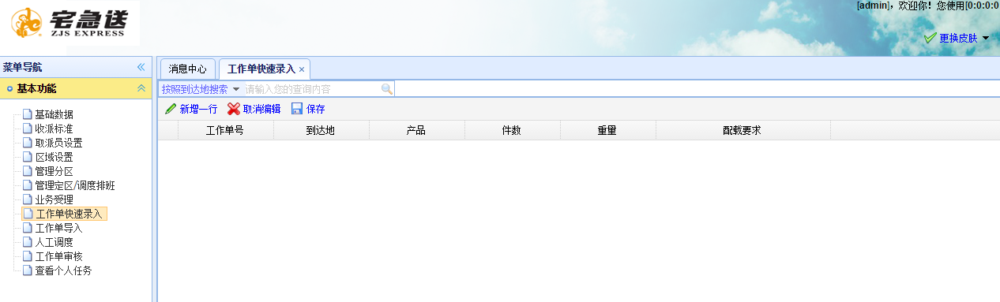 宅急送
ZJS EXPRESS
[admin]，欢迎你！您使用[0:0:0:0
更换皮肤
菜单导航
基本功能
基础数据
收派标准
取派员设置
区域设置
管理分区
管理定区/调度排班
业务受理
工作单快速录入
工作单导入
人工调度
工作单审核
查看个人任务
消息中心 工作单快速录入
按照到达地搜索 请输入您的查询内容
新增一行 取消编辑 保存
工作单号 到达地 产品 件数 重量 配载要求